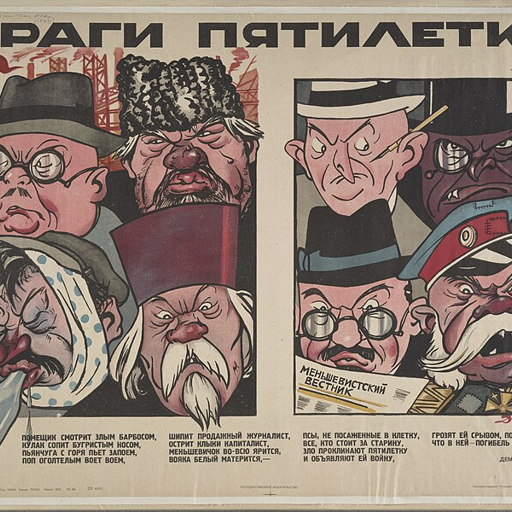 РАГИ ПЯТИЛЕТК
МЕНЬШЕВИСТСКИЙ
ВЕСТНИК
ПОМЕЩИК СМОТРИТ ЗЛЫМ БАРБОСОМ,
КУЛАК СОПИТ БУГРИСТЫМ НОСОМ,
ПЬЯНЧУГА С ГОРЯ ПЬЕТ ЗАПОЕМ,
ПОП ОГОЛТЕЛЫМ ВОЕТ ВОЕМ,
ШИПИТ ПРОДАЖНЫЙ ЖУРНАЛИСТ,
ОСТРИТ КЛЫКИ КАПИТАЛИСТ,
МЕНЬШЕВИЧОК ВО-ВСЮ ЯРИТСЯ,
ВОЯКА БЕЛЫЙ МАТЕРИТСЯ,—
ПСЫ, НЕ ПОСАЖЕННЫЕ В КЛЕТКУ,
ВСЕ, КТО СТОИТ ЗА СТАРИНУ,
ЗЛО ПРОКЛИНАЮТ ПЯТИЛЕТКУ
И ОБЪЯВЛЯЮТ ЕЙ ВОЙНУ,
ГРОЗЯТ ЕЙ СРЫВОМ, ПО
ЧТО В НЕЙ—ПОГИБЕЛЬ
ДЕМ
ГОСУДАРСТВЕННОЕ ИЗДАТЕЛЬСТВО